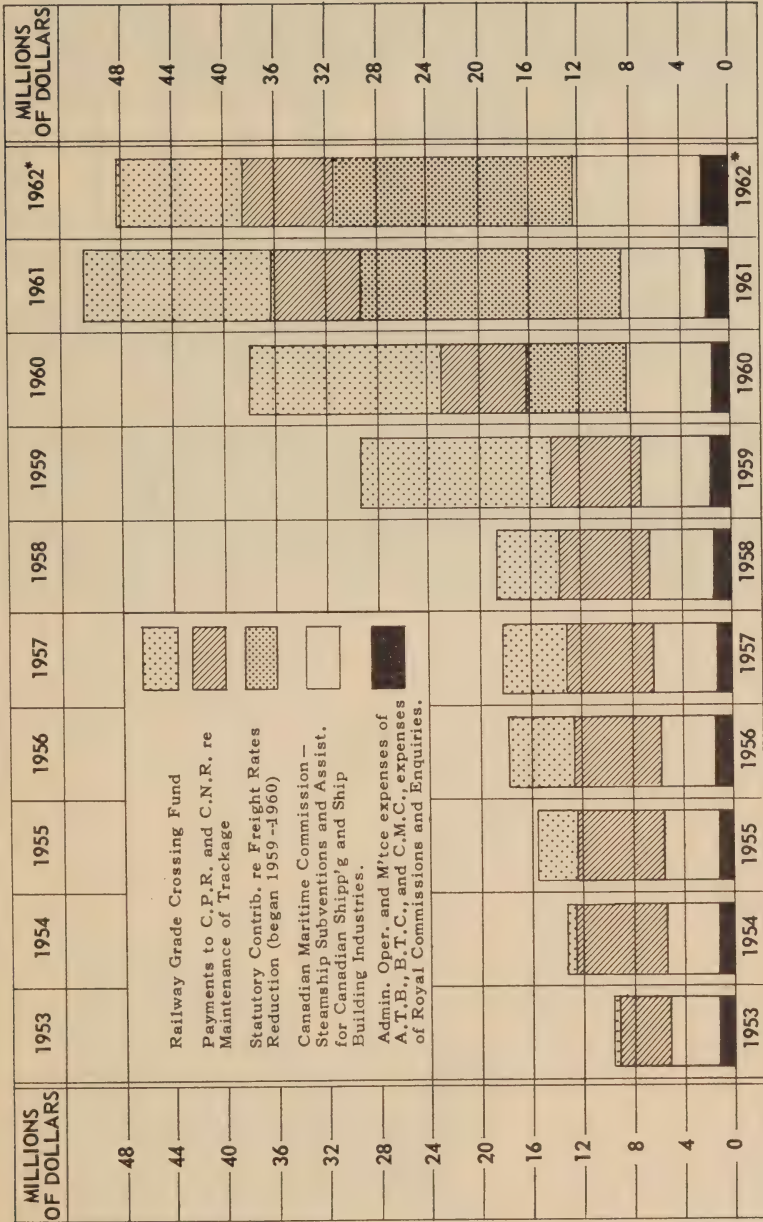 MILLIONS
OF DOLLARS
1953
1954
1955
1956
1957
1958
1959
1960
1961
1962*
MILLIONS
OF DOLLARS
48
44
40
36
32
28
24
20
16
12
8
4
0
Railway Grade Crossing Fund
Payments to C.P.R. and C.N.R. re
Maintenance of Trackage
Statutory Contrib. re Freight Rates
Reduction (began 1959-1960)
Canadian Maritime Commission—
Steamship Subventions and Assist.
for Canadian Shipp'g and Ship
Building Industries.
Admin. Oper. and M'tce expenses of
A.T.B., B.T.C., and C.M.C., expenses
of Royal Commissions and Enquiries.
48
44
40
36
32
28
24
20
16
12
8
4
0
1953
1954
1955
1956
1957
1958
1959
1960
1961
1962*